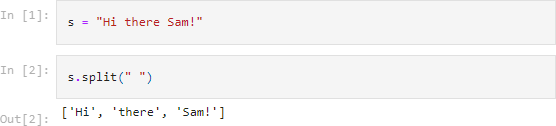 In [1]: s = "Hi there Sam!"
In [2]: s.split(" ")
Out[2]: ['Hi', 'there', 'Sam!']